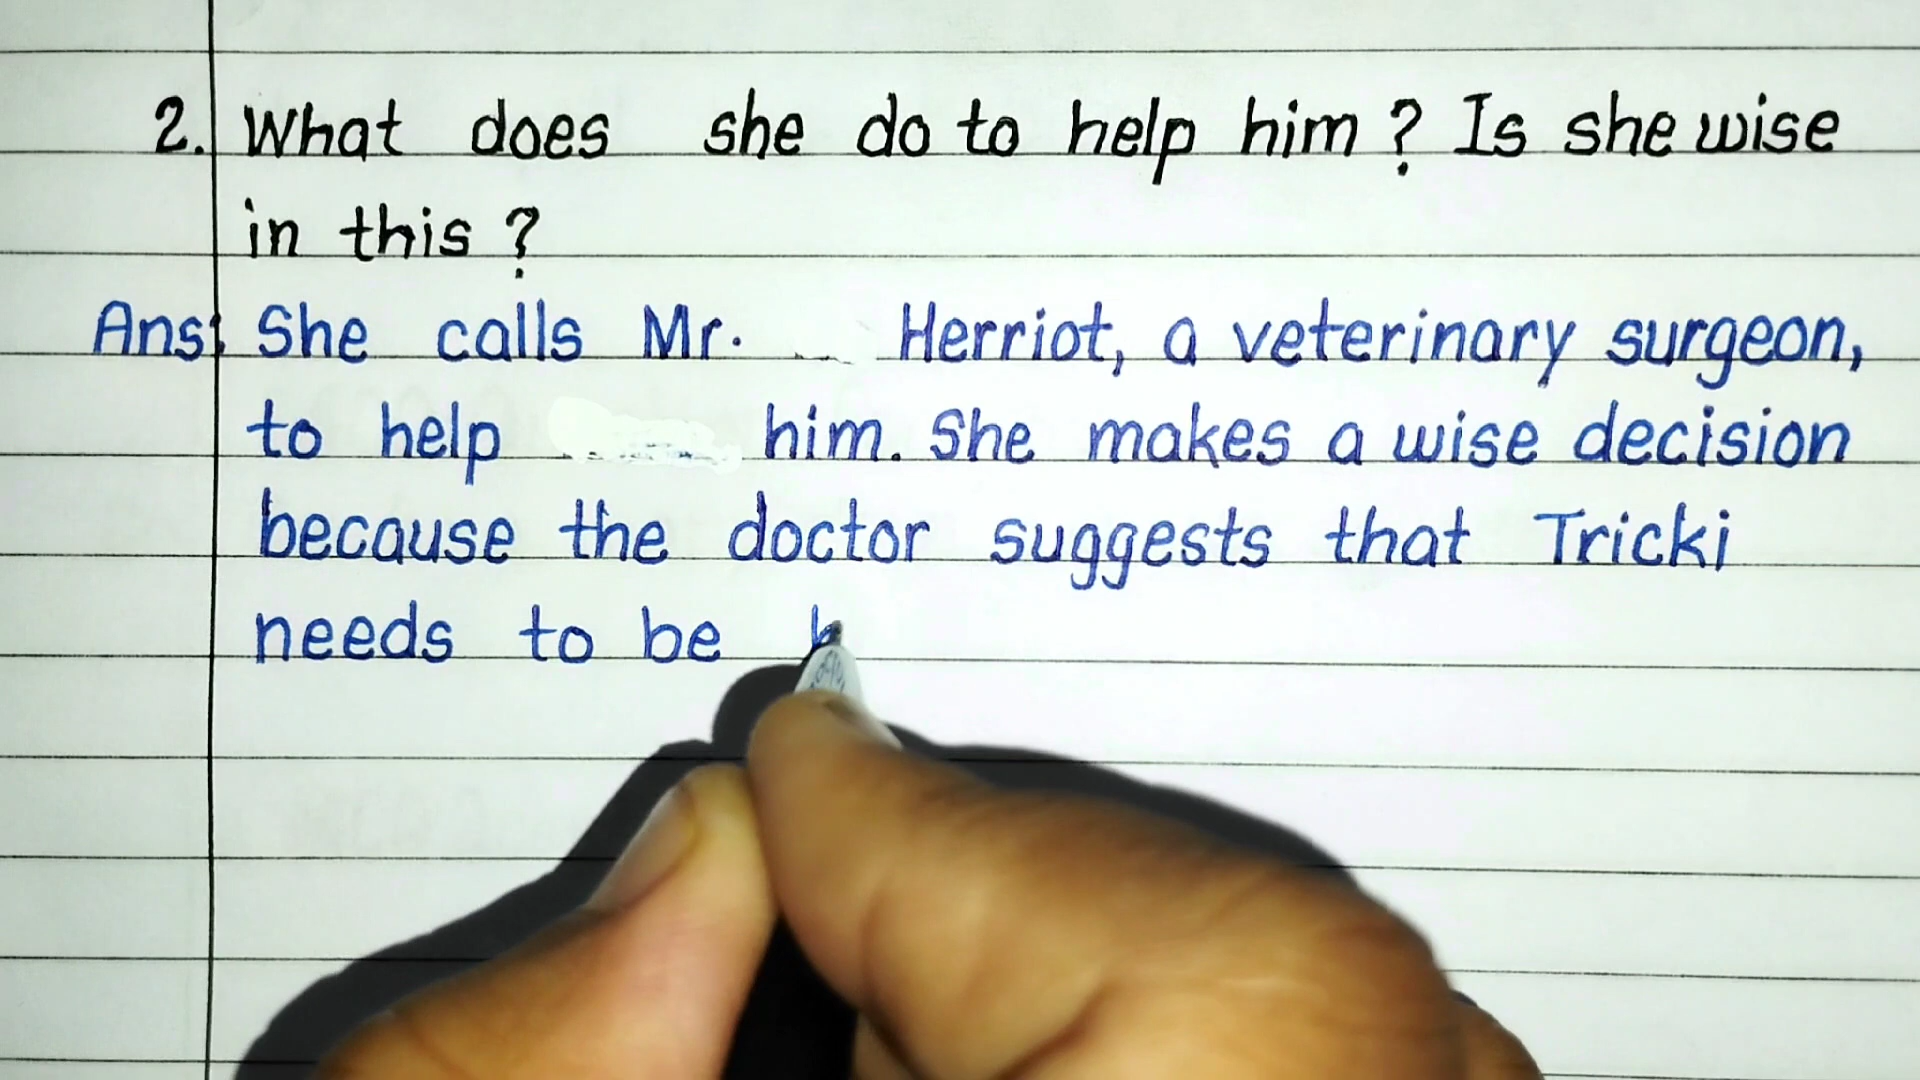 2. What does she do to help him? Is she wise
in this?
Ans: She calls Mr. Herriot, a veterinary surgeon,
to help him. She makes a wise decision
because the doctor suggests that Tricki
needs to be